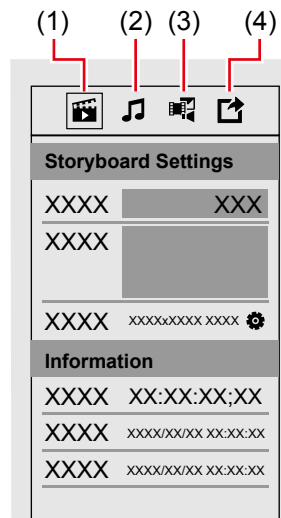 (1) (2) (3) (4)
Storyboard Settings
XXXX XXX
XXXX
XXXX XXXXxXXXX XXXX
Information
XXXX XX:XX:XX;XX
XXXX XXXX/XX/XX XX:XX:XX
XXXX XXXX/XX/XX XX:XX:XX